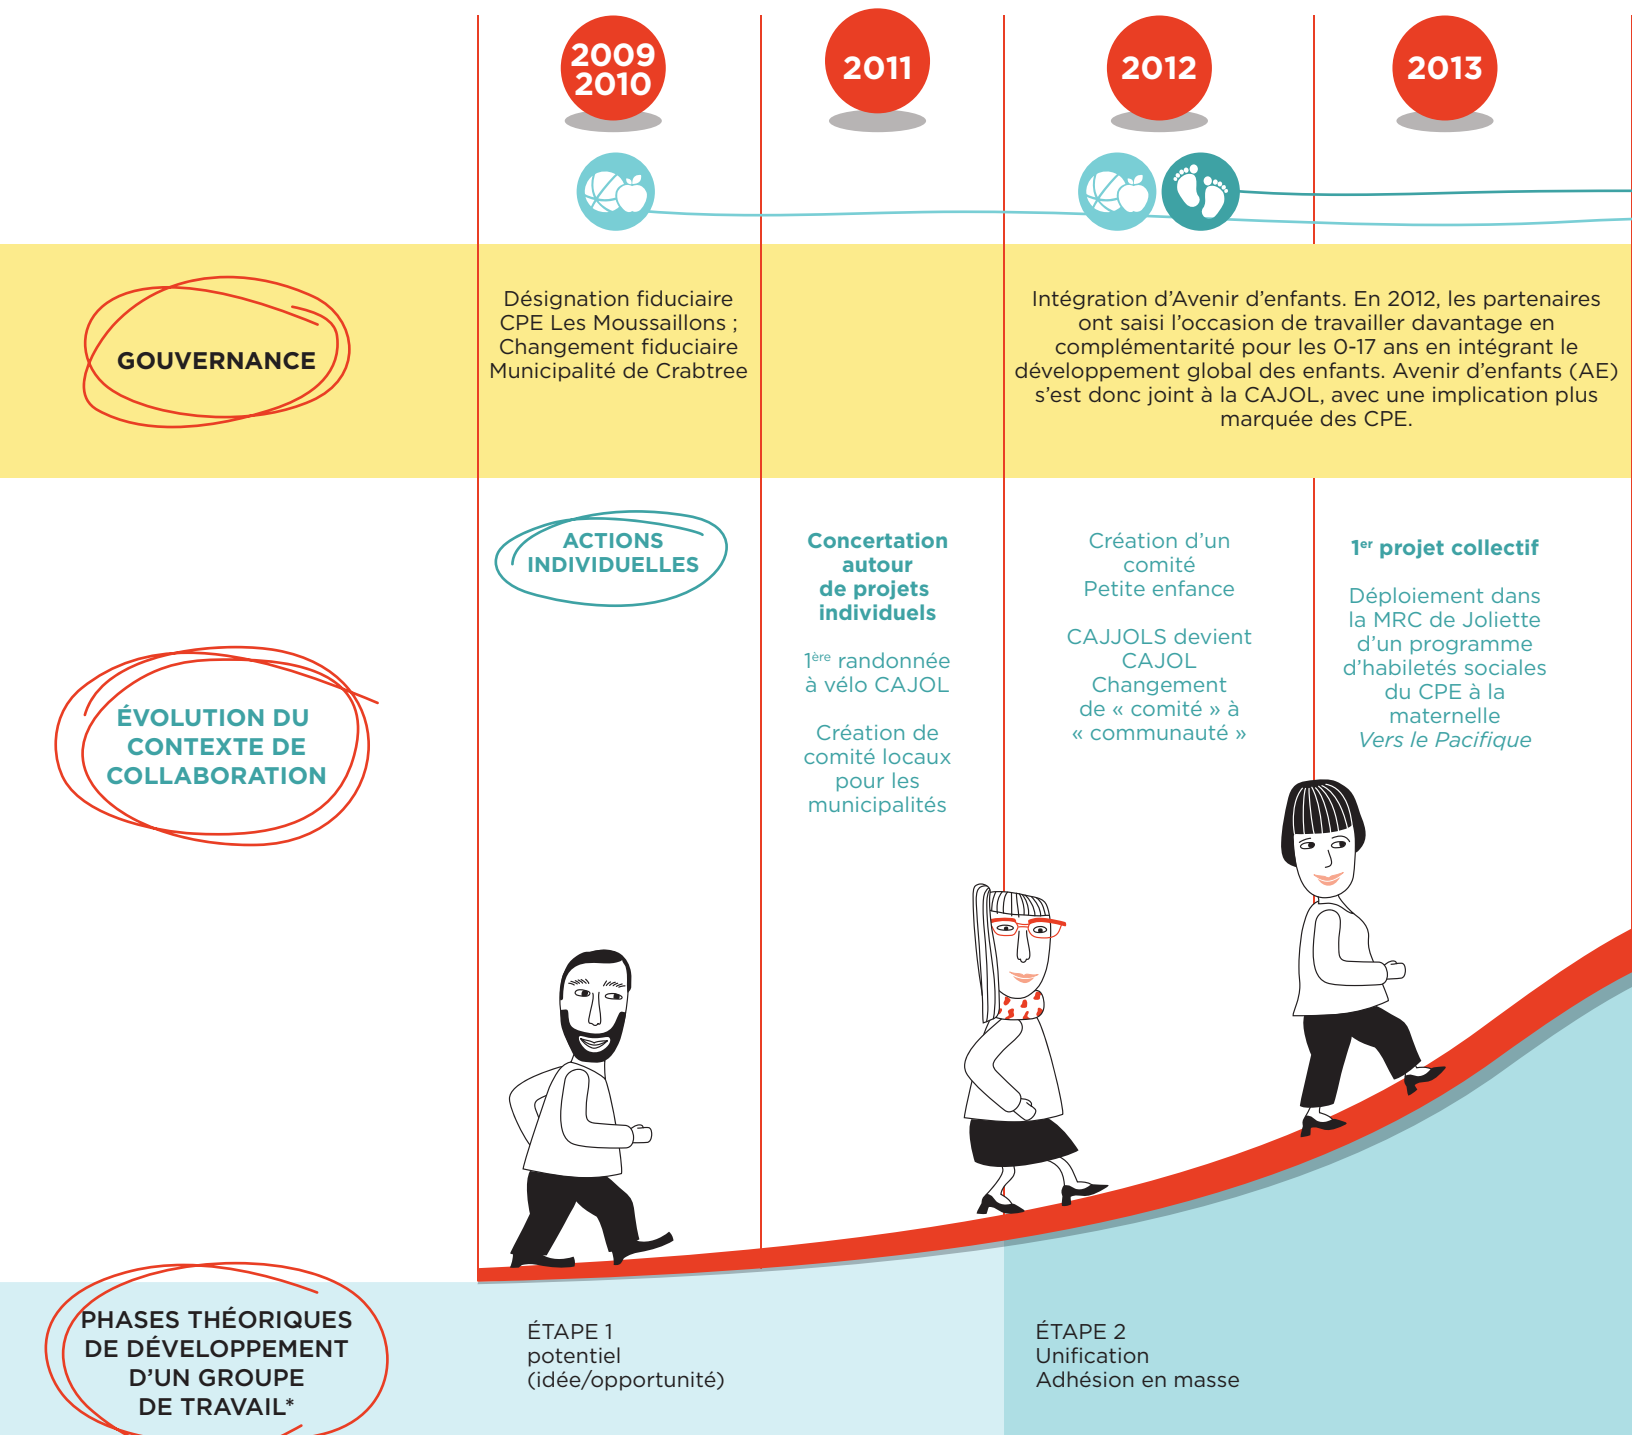 2009
2010
2011
2012
2013
GOUVERNANCE
Désignation fiduciaire
CPE Les Moussaillons ;
Changement fiduciaire
Municipalité de Crabtree
Intégration d’Avenir d’enfants. En 2012, les partenaires
ont saisi l’occasion de travailler davantage en
complémentarité pour les 0-17 ans en intégrant le
développement global des enfants. Avenir d’enfants (AE)
s’est donc joint à la CAJOL, avec une implication plus
marquée des CPE.
ÉVOLUTION DU
CONTEXTE DE
COLLABORATION
ACTIONS
INDIVIDUELLES
Concertation
autour
de projets
individuels
1ère randonnée
à vélo CAJOL
Création de
comité locaux
pour les
municipalités
Création d’un
comité
Petite enfance
CAJJOLS devient
CAJOL
Changement
de « comité » à
« communauté »
1er projet collectif
Déploiement dans
la MRC de Joliette
d’un programme
d’habiletés sociales
du CPE à la
maternelle
Vers le Pacifique
PHASES THÉORIQUES
DE DÉVELOPPEMENT
D’UN GROUPE
DE TRAVAIL*
ÉTAPE 1
potentiel
(idée/opportunité)
ÉTAPE 2
Unification
Adhésion en masse